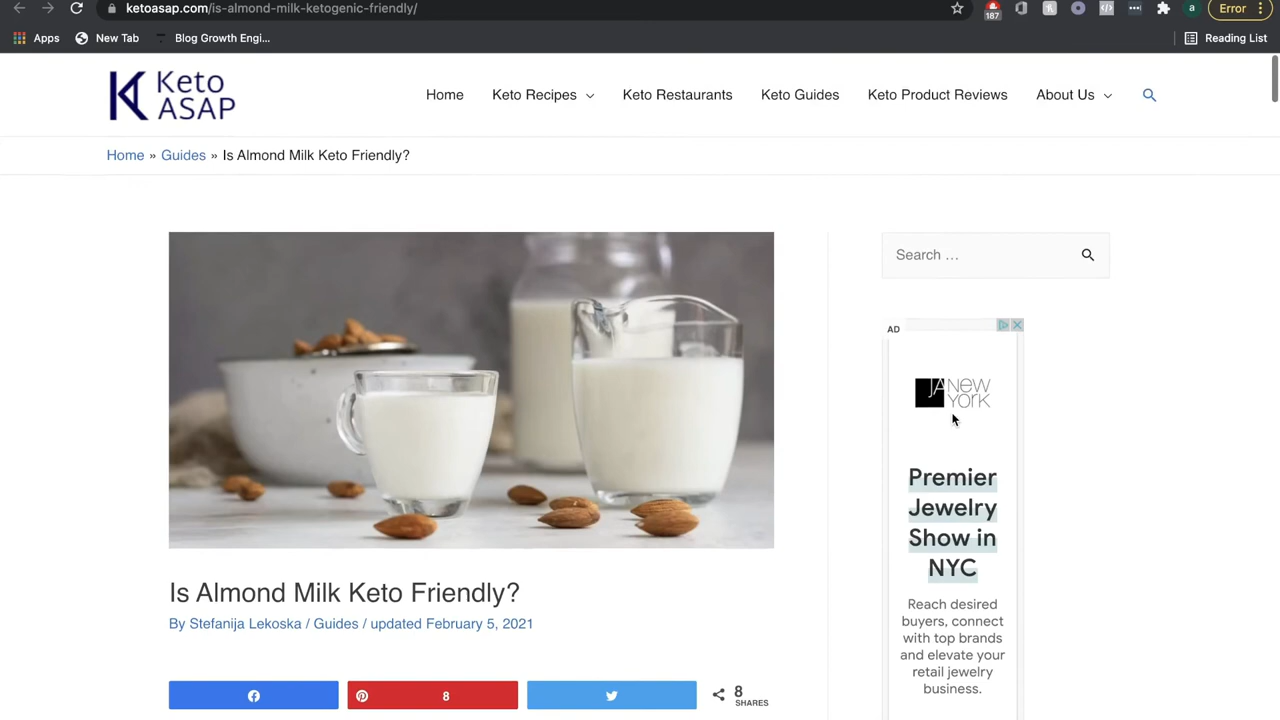 ketoasap.com/is-almond-milk-ketogenic-friendly/
187
a
Error
Apps
New Tab
Blog Growth Engi...
Reading List
Keto
ASAP
Home
Keto Recipes
Keto Restaurants
Keto Guides
Keto Product Reviews
About Us
Home » Guides » Is Almond Milk Keto Friendly?
Search ...
AD
JA NEW
YORK
Premier
Jewelry
Show in
NYC
Reach desired
buyers, connect
with top brands
and elevate your
retail jewelry
business.
Is Almond Milk Keto Friendly?
By Stefanija Lekoska / Guides / updated February 5, 2021
8
8
SHARES